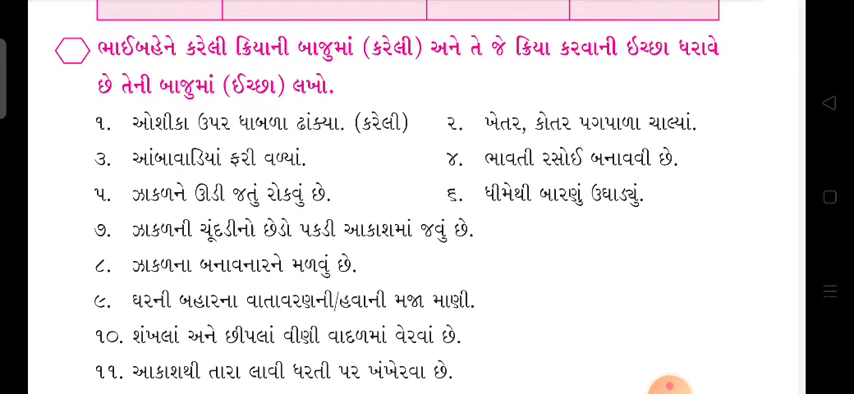 ભાઈબહેને કરેલી ક્રિયાની બાજુમાં (કરેલી) અને તે જે ક્રિયા કરવાની ઇચ્છા ધરાવે
છે તેની બાજુમાં (ઈચ્છા) લખો.
૧. ઓશીકા ઉપર ધાબળા ઢાંક્યા. (કરેલી) ૨. ખેતર, કોતર પગપાળા ચાલ્યાં.
૩. આંબાવાડિયાં ફરી વળ્યાં. ૪. ભાવતી રસોઈ બનાવવી છે.
૫. ઝાકળને ઊડી જતું રોકવું છે. ૬. ધીમેથી બારણું ઉઘાડ્યું.
૭. ઝાકળની ચૂંદડીનો છેડો પકડી આકાશમાં જવું છે.
૮. ઝાકળના બનાવનારને મળવું છે.
૯. ઘરની બહારના વાતાવરણની/હવાની મજા માણી.
૧૦. શંખલાં અને છીપલાં વીણી વાદળમાં વેરવાં છે.
૧૧. આકાશથી તારા લાવી ધરતી પર ખંખેરવા છે.